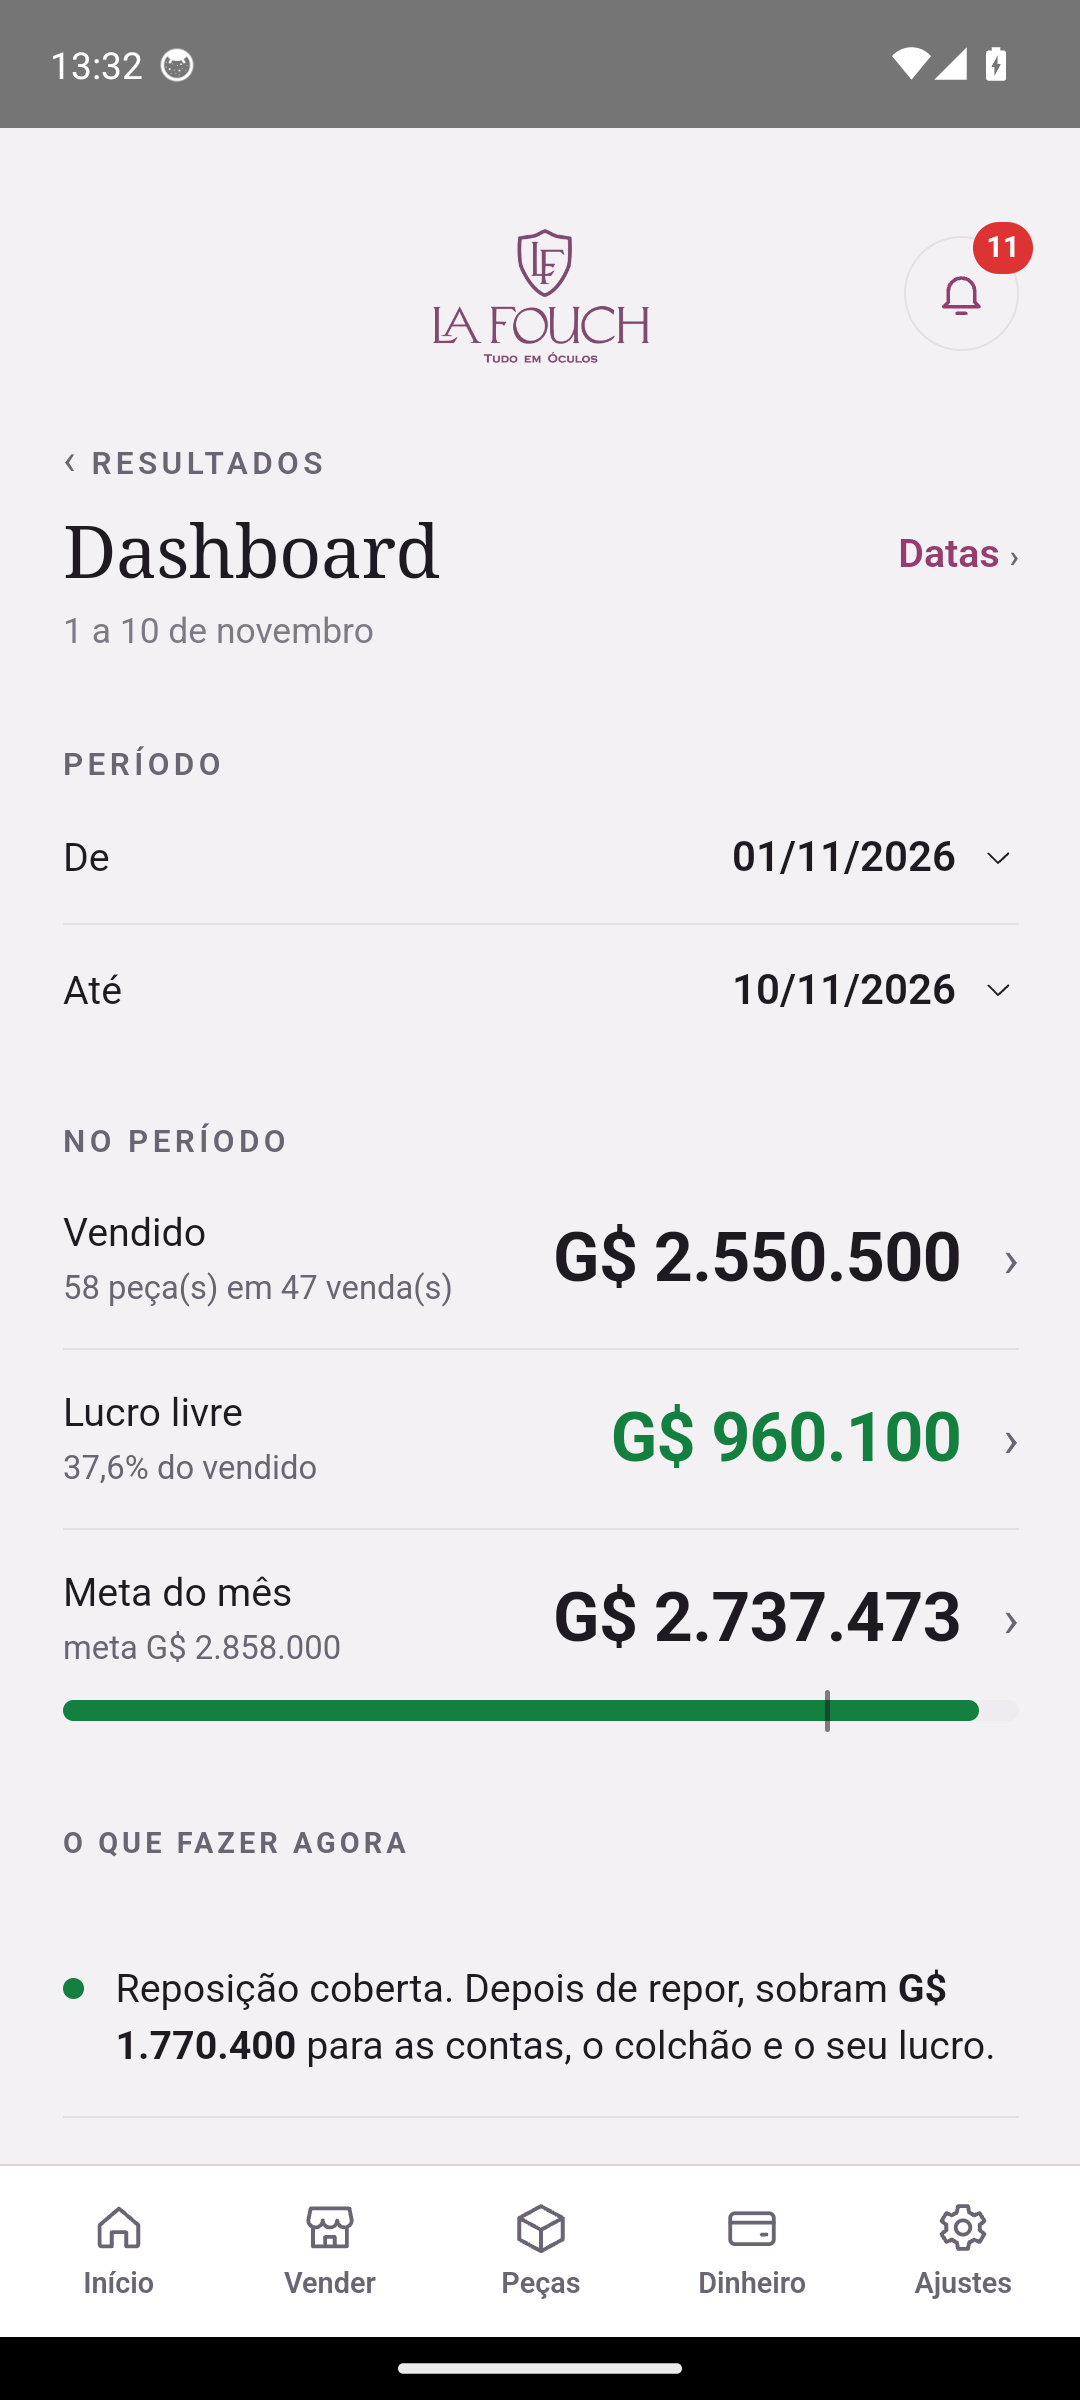 13:32
11
LF
LA FOUCH
TUDO EM ÓCULOS
‹ RESULTADOS
Dashboard
Datas ›
1 a 10 de novembro
PERÍODO
De 01/11/2026
Até 10/11/2026
NO PERÍODO
Vendido G$ 2.550.500 ›
58 peça(s) em 47 venda(s)
Lucro livre G$ 960.100 ›
37,6% do vendido
Meta do mês G$ 2.737.473 ›
meta G$ 2.858.000
O QUE FAZER AGORA
Reposição coberta. Depois de repor, sobram G$
1.770.400 para as contas, o colchão e o seu lucro.
Início Vender Peças Dinheiro Ajustes